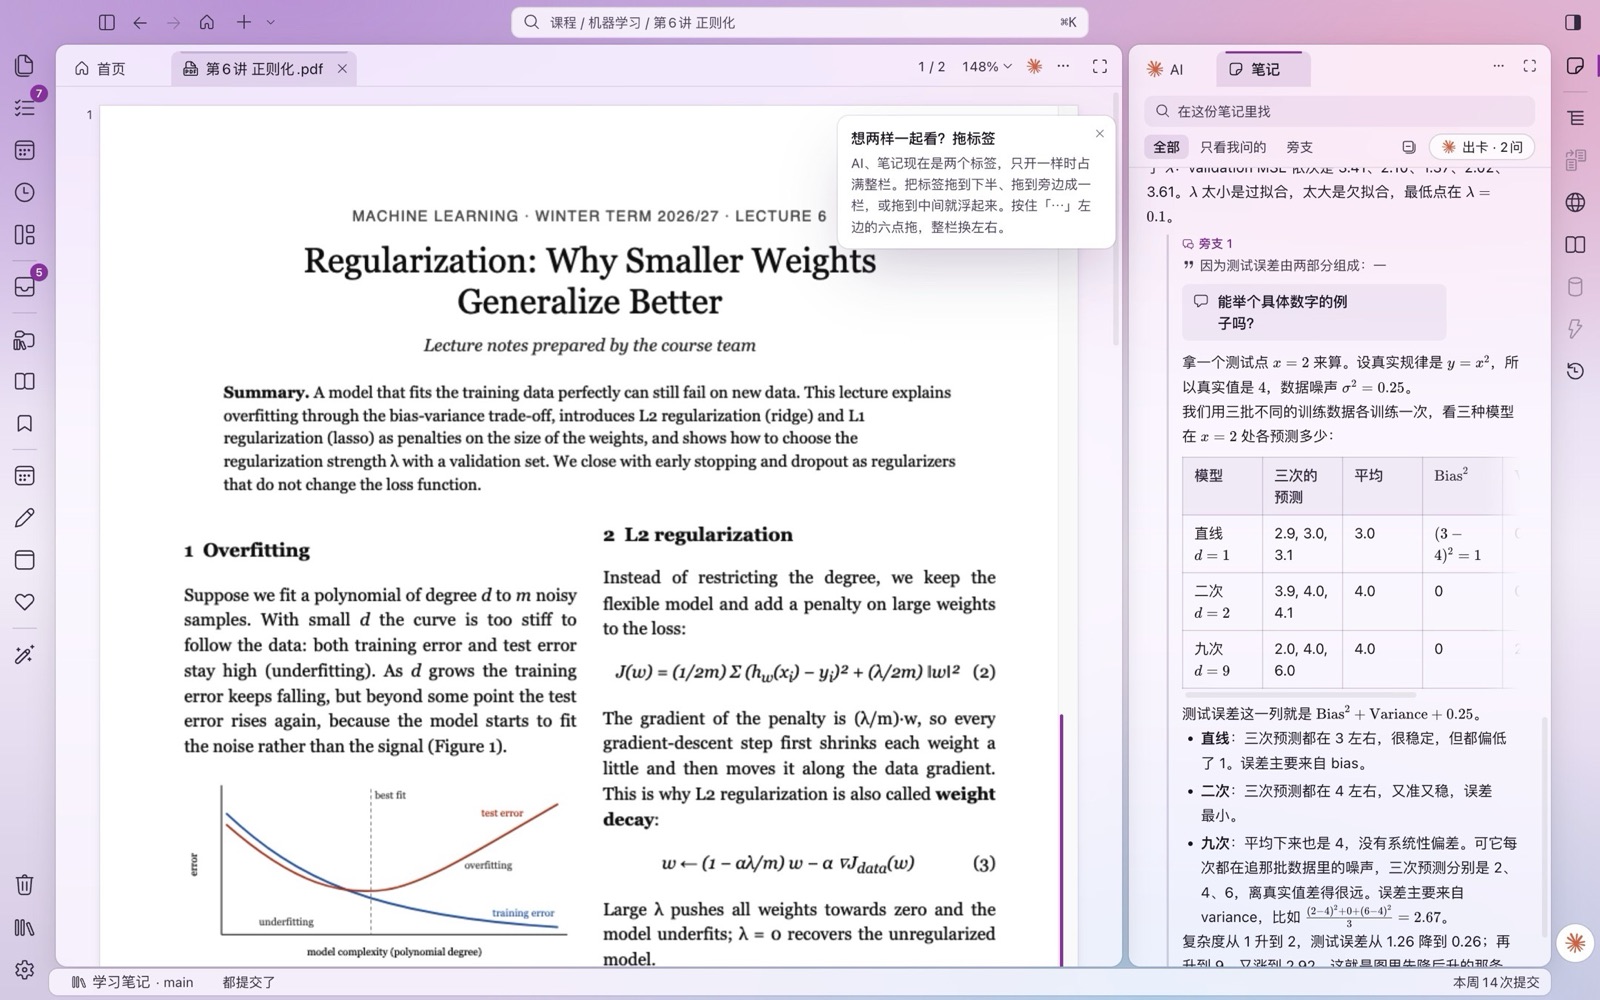 课程 / 机器学习 / 第 6 讲 正则化
⌘K
首页
第 6 讲 正则化.pdf
1 / 2
148%
7
5
1
MACHINE LEARNING · WINTER TERM 2026/27 · LECTURE 6
Regularization: Why Smaller Weights
Generalize Better
Lecture notes prepared by the course team
Summary. A model that fits the training data perfectly can still fail on new data. This lecture explains
overfitting through the bias-variance trade-off, introduces L2 regularization (ridge) and L1
regularization (lasso) as penalties on the size of the weights, and shows how to choose the
regularization strength λ with a validation set. We close with early stopping and dropout as regularizers
that do not change the loss function.
1 Overfitting
Suppose we fit a polynomial of degree d to m noisy
samples. With small d the curve is too stiff to
follow the data: both training error and test error
stay high (underfitting). As d grows the training
error keeps falling, but beyond some point the test
error rises again, because the model starts to fit
the noise rather than the signal (Figure 1).
best fit
test error
overfitting
error
training error
underfitting
model complexity (polynomial degree)
2 L2 regularization
Instead of restricting the degree, we keep the
flexible model and add a penalty on large weights
to the loss:
J(w) = (1/2m) Σ (h_w(x_i) − y_i)² + (λ/2m) ‖w‖² (2)
The gradient of the penalty is (λ/m)·w, so every
gradient-descent step first shrinks each weight a
little and then moves it along the data gradient.
This is why L2 regularization is also called weight
decay:
w ← (1 − αλ/m) w − α ∇J_data(w) (3)
Large λ pushes all weights towards zero and the
model underfits; λ = 0 recovers the unregularized
model.
想两样一起看？拖标签
AI、笔记现在是两个标签，只开一样时占
满整栏。把标签拖到下半、拖到旁边成一
栏，或拖到中间就浮起来。按住「⋯」左
边的六点拖，整栏换左右。
AI
笔记
在这份笔记里找
全部
只看我问的
旁支
出卡 · 2 问
3.61。λ 太小是过拟合，太大是欠拟合，最低点在 λ =
0.1。
旁支 1
因为测试误差由两部分组成：—
能举个具体数字的例
子吗？
拿一个测试点 x = 2 来算。设真实规律是 y = x²，所
以真实值是 4，数据噪声 σ² = 0.25。
我们用三批不同的训练数据各训练一次，看三种模型
在 x = 2 处各预测多少：
模型 三次的预测 平均 Bias²
直线 d = 1 2.9, 3.0, 3.1 3.0 (3 − 4)² = 1
二次 d = 2 3.9, 4.0, 4.1 4.0 0
九次 d = 9 2.0, 4.0, 6.0 4.0 0
测试误差这一列就是 Bias² + Variance + 0.25。
• 直线：三次预测都在 3 左右，很稳定，但都偏低
了 1。误差主要来自 bias。
• 二次：三次预测都在 4 左右，又准又稳，误差
最小。
• 九次：平均下来也是 4，没有系统性偏差。可它每
次都在追那批数据里的噪声，三次预测分别是 2、
4、6，离真实值差得很远。误差主要来自
variance，比如 ((2−4)²+0+(6−4)²)/3 = 2.67。
复杂度从 1 升到 2，测试误差从 1.26 降到 0.26；再
学习笔记 · main
都提交了
本周 14 次提交